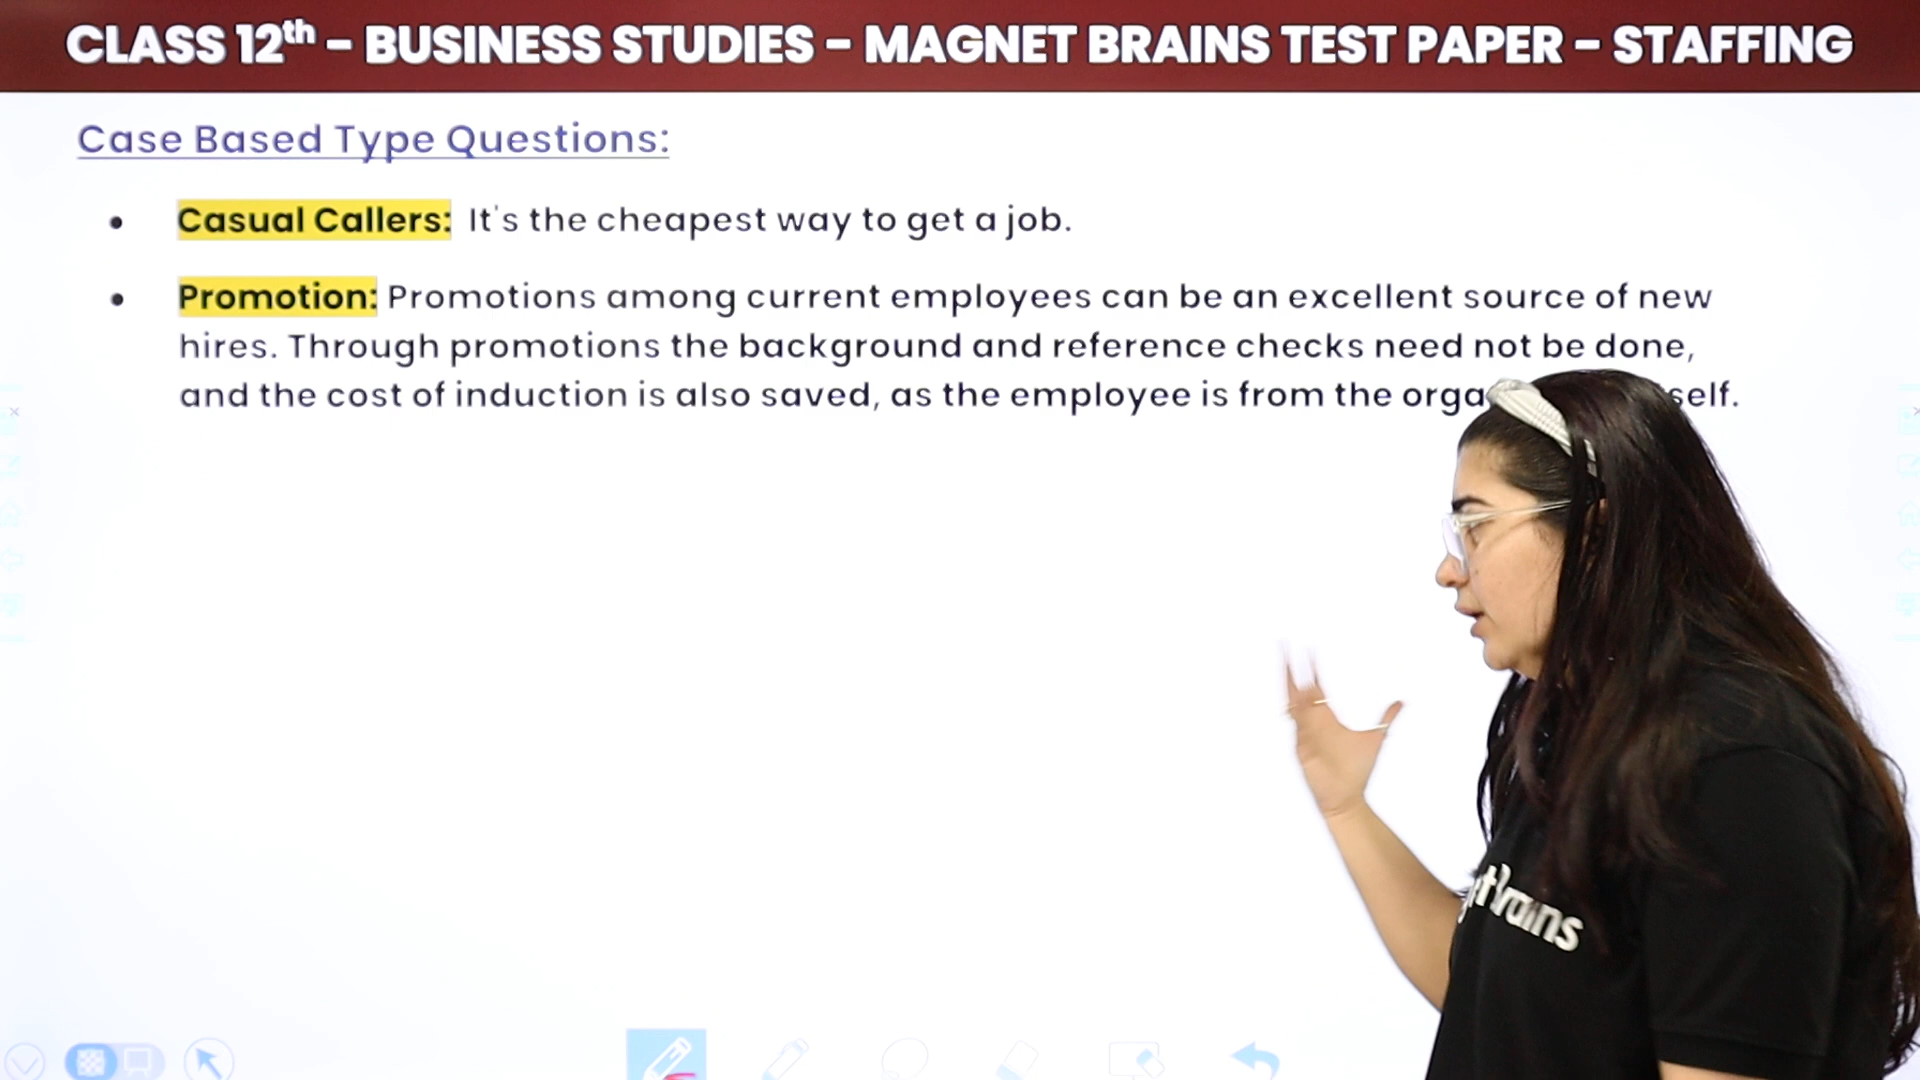 CLASS 12th – BUSINESS STUDIES – MAGNET BRAINS TEST PAPER – STAFFING
Case Based Type Questions:
• Casual Callers: It's the cheapest way to get a job.
• Promotion: Promotions among current employees can be an excellent source of new
hires. Through promotions the background and reference checks need not be done,
and the cost of induction is also saved, as the employee is from the